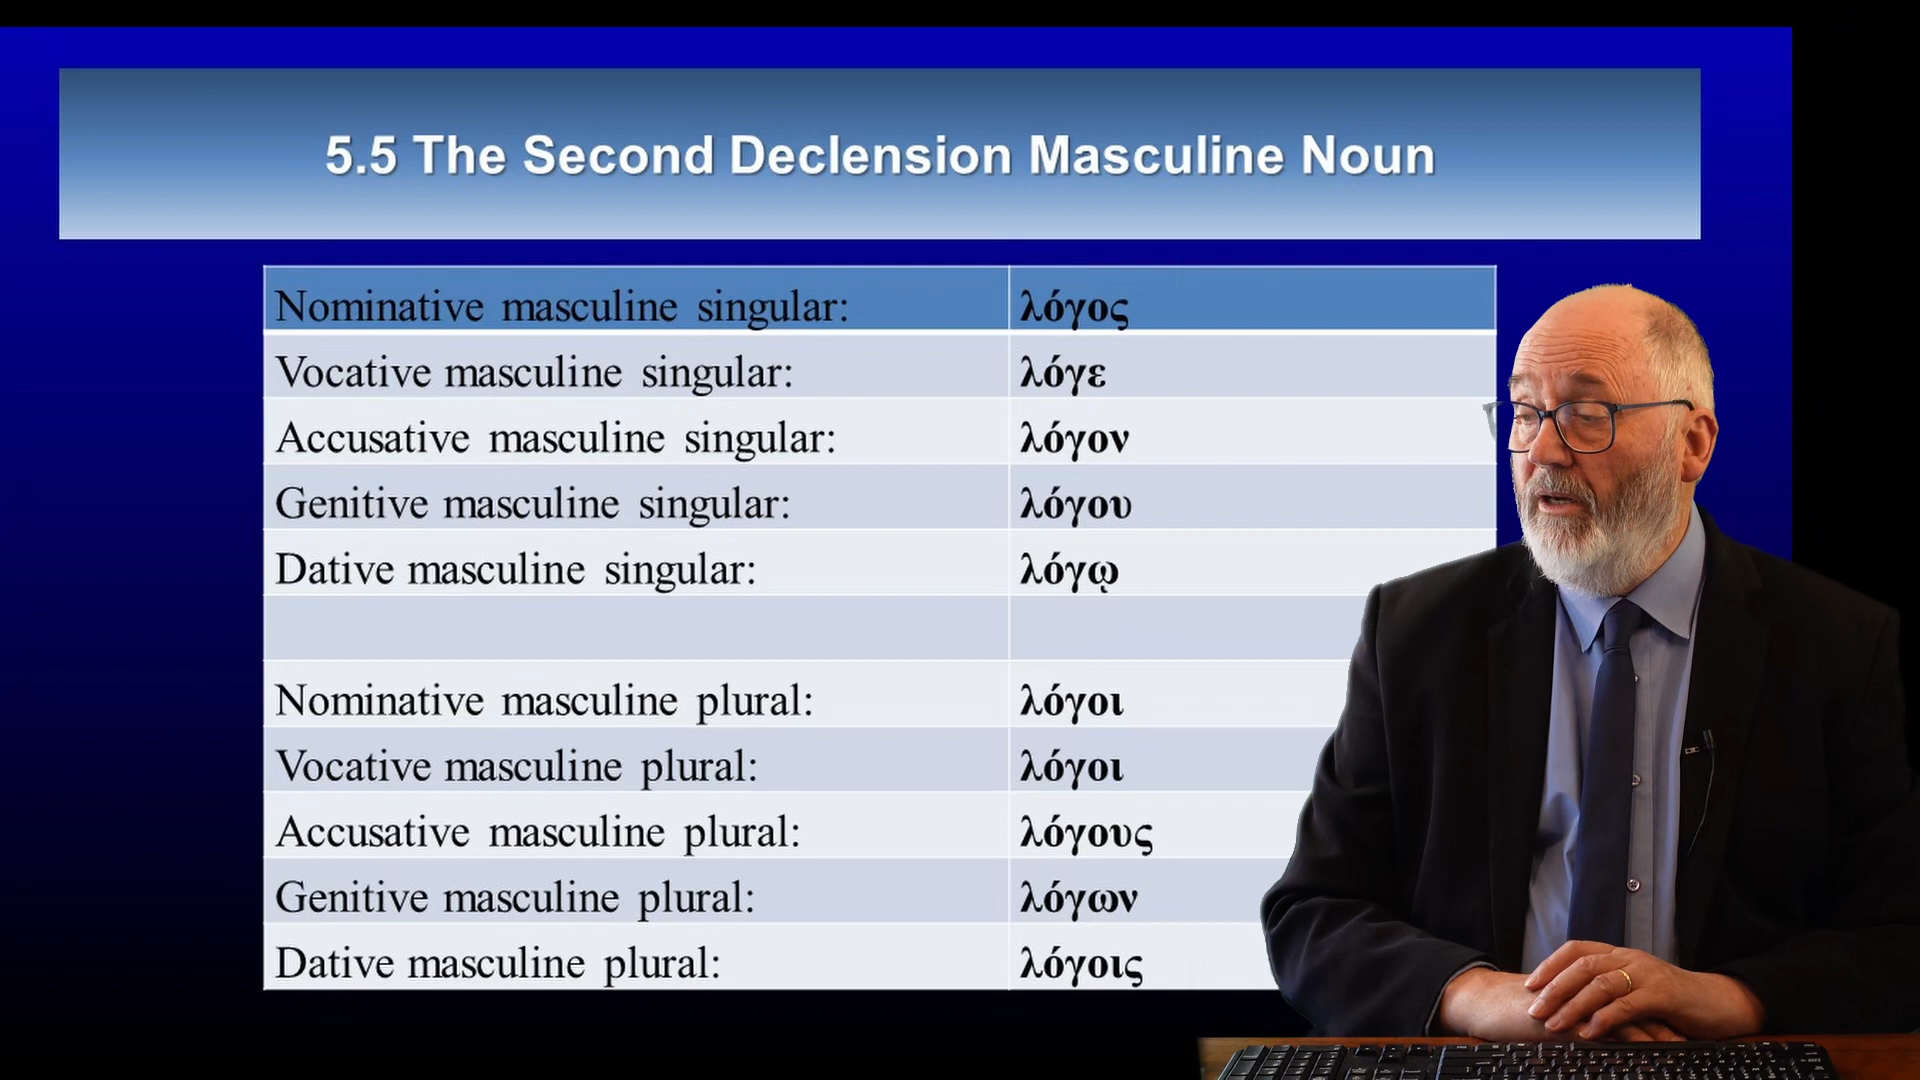 5.5 The Second Declension Masculine Noun
Nominative masculine singular: λόγος
Vocative masculine singular: λόγε
Accusative masculine singular: λόγον
Genitive masculine singular: λόγου
Dative masculine singular: λόγῳ
Nominative masculine plural: λόγοι
Vocative masculine plural: λόγοι
Accusative masculine plural: λόγους
Genitive masculine plural: λόγων
Dative masculine plural: λόγοις